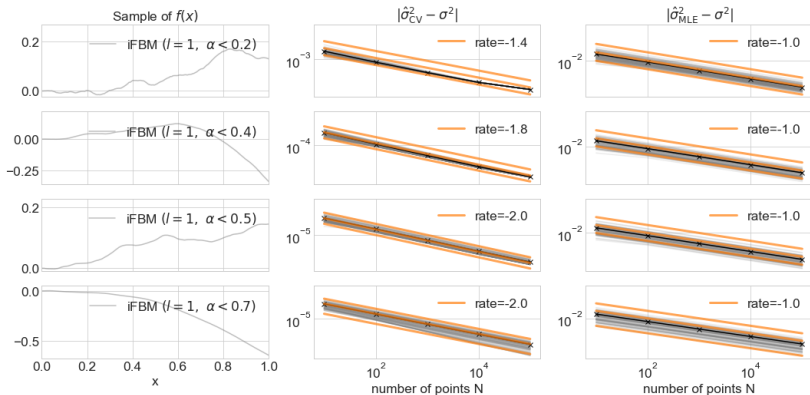 Sample of f(x)
|σ̂²_CV − σ²|
|σ̂²_MLE − σ²|
0.2
0.0
iFBM (l = 1, α < 0.2)
10⁻³
rate=-1.4
10⁻²
rate=-1.0
0.00
−0.25
iFBM (l = 1, α < 0.4)
10⁻⁴
rate=-1.8
10⁻²
rate=-1.0
0.2
0.0
iFBM (l = 1, α < 0.5)
10⁻⁵
rate=-2.0
10⁻²
rate=-1.0
0.0
−0.5
iFBM (l = 1, α < 0.7)
10⁻⁵
rate=-2.0
10⁻²
rate=-1.0
0.0 0.2 0.4 0.6 0.8 1.0
10² 10⁴
10² 10⁴
x
number of points N
number of points N